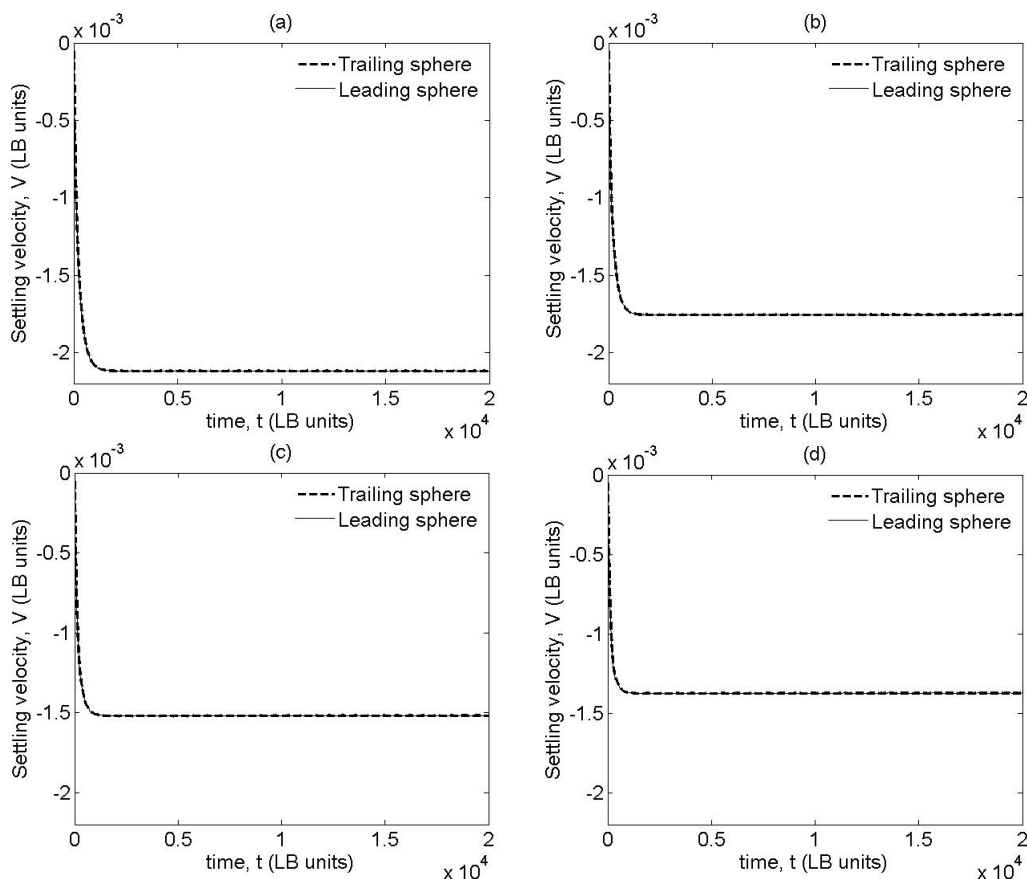 (a)
x 10^-3
0
-0.5
-1
-1.5
-2
Settling velocity, V (LB units)
Trailing sphere
Leading sphere
0 0.5 1 1.5 2
time, t (LB units)
x 10^4
(b)
x 10^-3
0
-0.5
-1
-1.5
-2
Settling velocity, V (LB units)
Trailing sphere
Leading sphere
0 0.5 1 1.5 2
time, t (LB units)
x 10^4
(c)
x 10^-3
0
-0.5
-1
-1.5
-2
Settling velocity, V (LB units)
Trailing sphere
Leading sphere
0 0.5 1 1.5 2
time, t (LB units)
x 10^4
(d)
x 10^-3
0
-0.5
-1
-1.5
-2
Settling velocity, V (LB units)
Trailing sphere
Leading sphere
0 0.5 1 1.5 2
time, t (LB units)
x 10^4